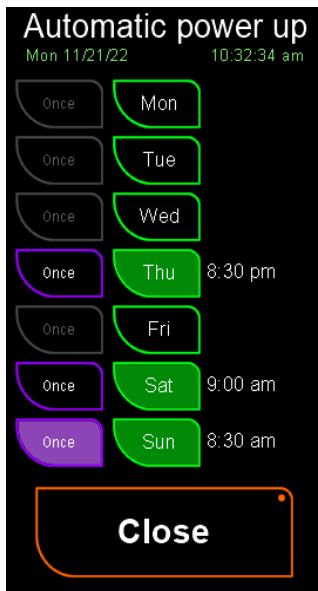 Automatic power up
Mon 11/21/22 10:32:34 am
Once Mon
Once Tue
Once Wed
Once Thu 8:30 pm
Once Fri
Once Sat 9:00 am
Once Sun 8:30 am
Close